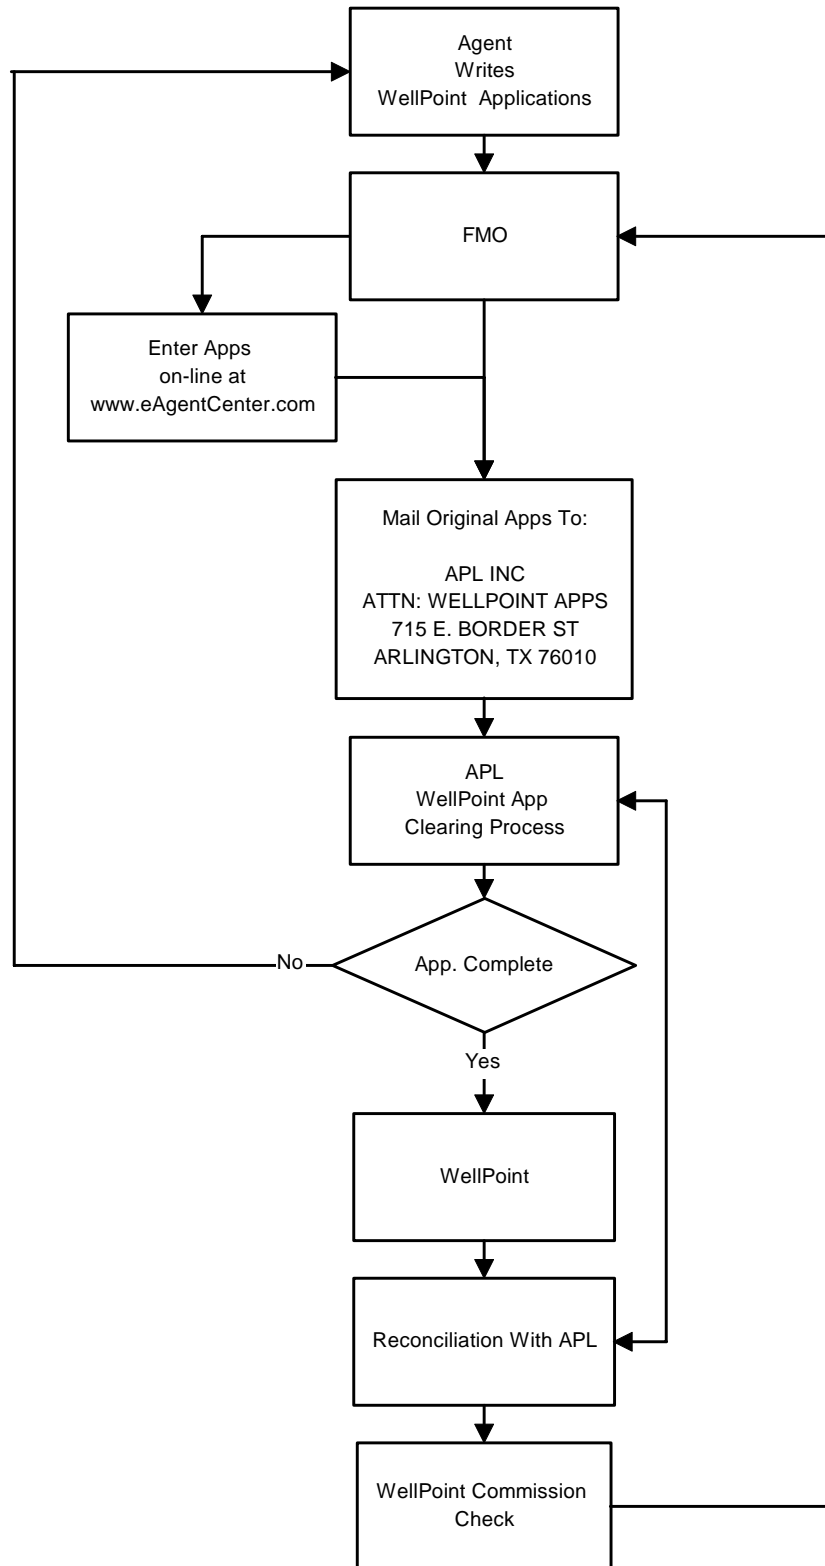 Agent
Writes
WellPoint Applications
FMO
Enter Apps
on-line at
www.eAgentCenter.com
Mail Original Apps To:
APL INC
ATTN: WELLPOINT APPS
715 E. BORDER ST
ARLINGTON, TX 76010
APL
WellPoint App
Clearing Process
App. Complete
No
Yes
WellPoint
Reconciliation With APL
WellPoint Commission
Check